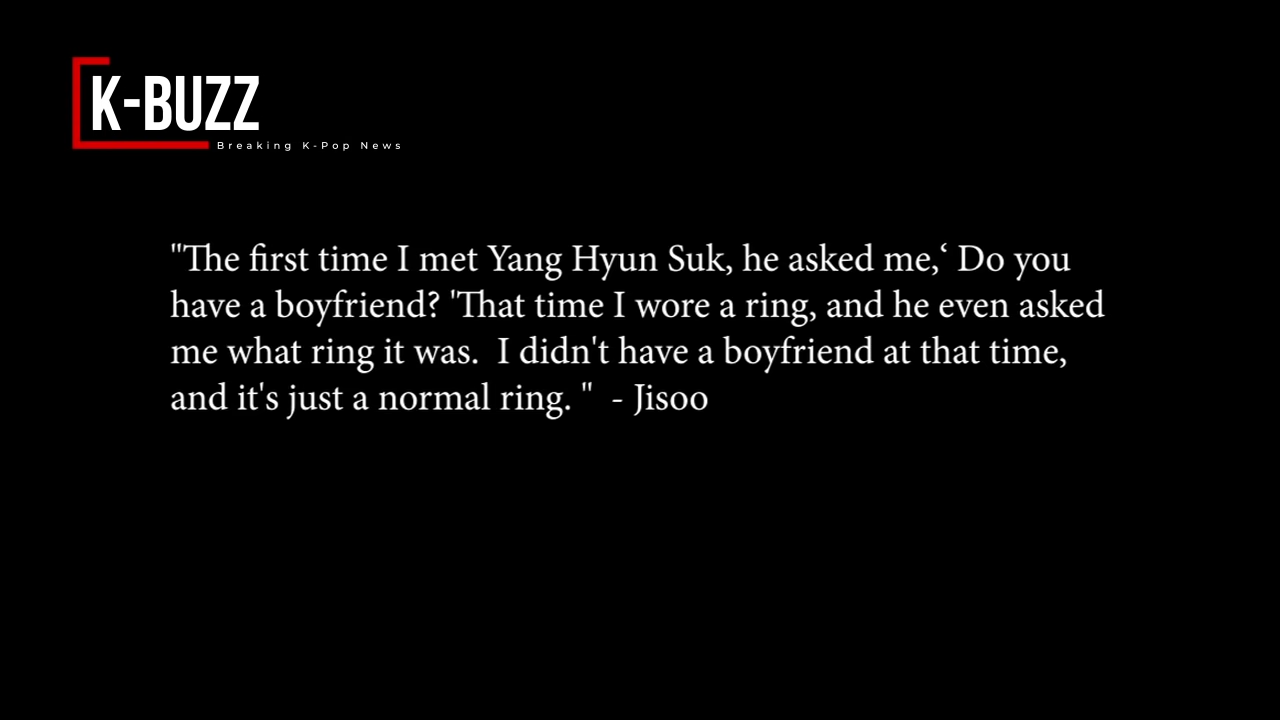 K-BUZZ
Breaking K-Pop News
"The first time I met Yang Hyun Suk, he asked me,‘ Do you
have a boyfriend? 'That time I wore a ring, and he even asked
me what ring it was.  I didn't have a boyfriend at that time,
and it's just a normal ring. "  - Jisoo